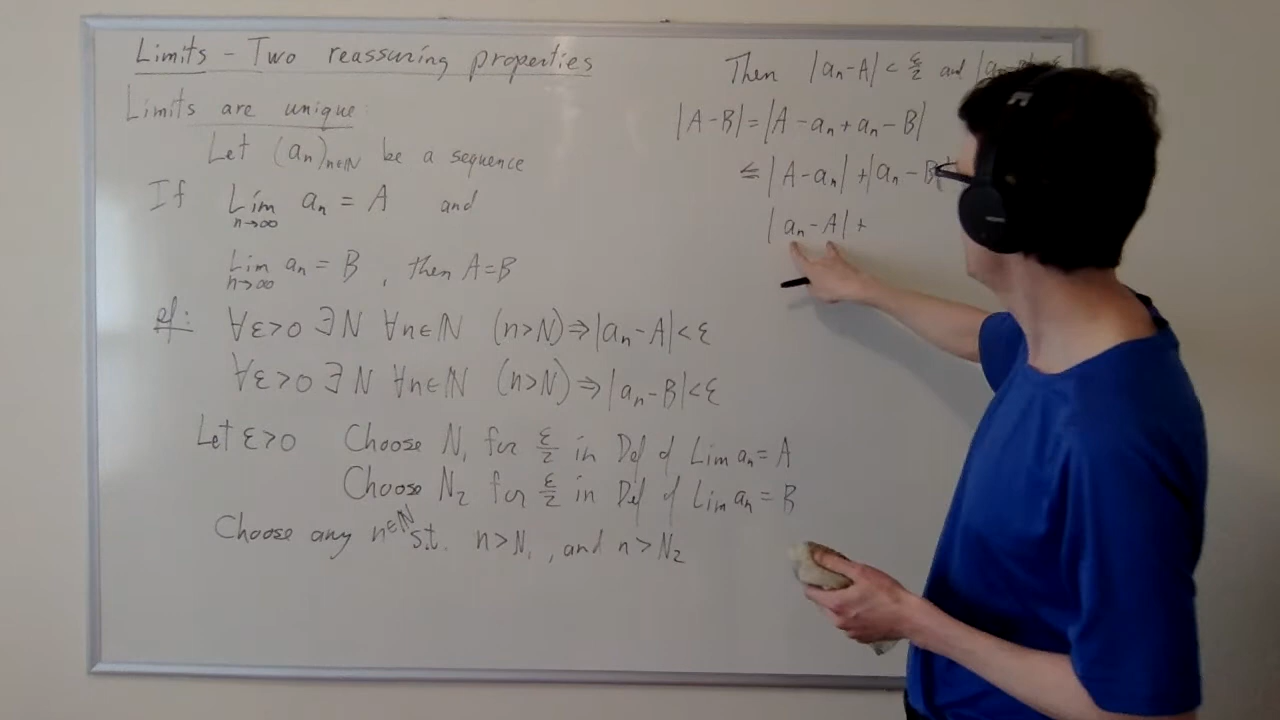 Limits - Two reassuring properties
Limits are unique:
Let (aₙ)ₙ∈ℕ be a sequence
If Lim n→∞ aₙ = A and
Lim n→∞ aₙ = B, then A=B
pf: ∀ε>0 ∃N ∀n∈ℕ (n>N)⇒|aₙ-A|<ε
∀ε>0 ∃N ∀n∈ℕ (n>N)⇒|aₙ-B|<ε
Let ε>0 Choose N₁ for ε/2 in Def of Lim aₙ = A
Choose N₂ for ε/2 in Def of Lim aₙ = B
Choose any n∈ℕ s.t. n>N₁, and n>N₂
Then |aₙ-A| < ε/2 and
|A-B| = |A-aₙ+aₙ-B|
≤ |A-aₙ| + |aₙ-B|
|aₙ-A| +